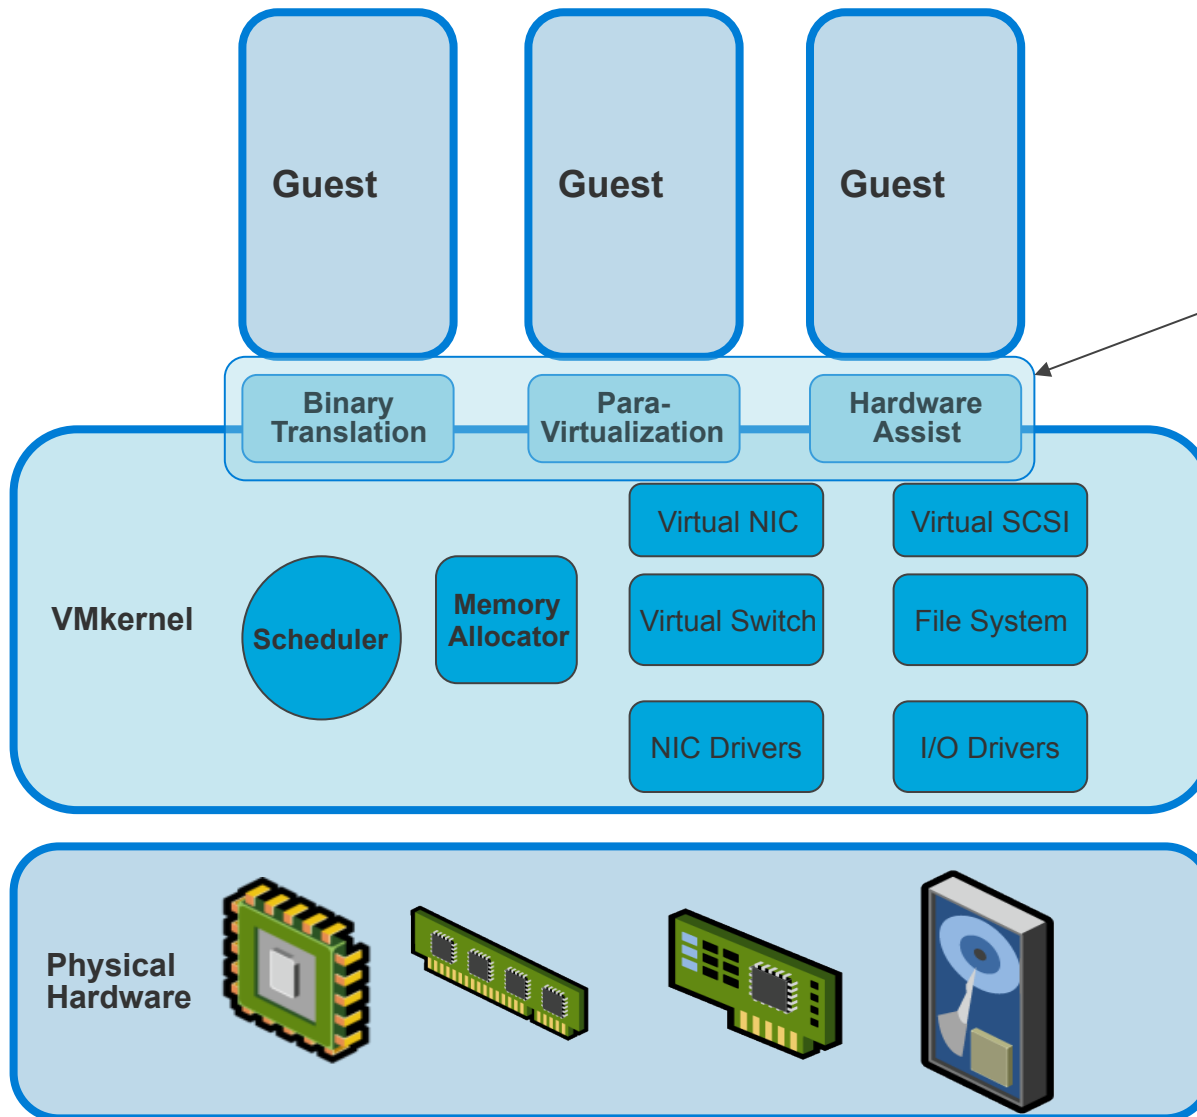 Guest
Guest
Guest
Binary
Translation
Para-
Virtualization
Hardware
Assist
Virtual NIC
Virtual SCSI
VMkernel
Scheduler
Memory
Allocator
Virtual Switch
File System
NIC Drivers
I/O Drivers
Physical
Hardware